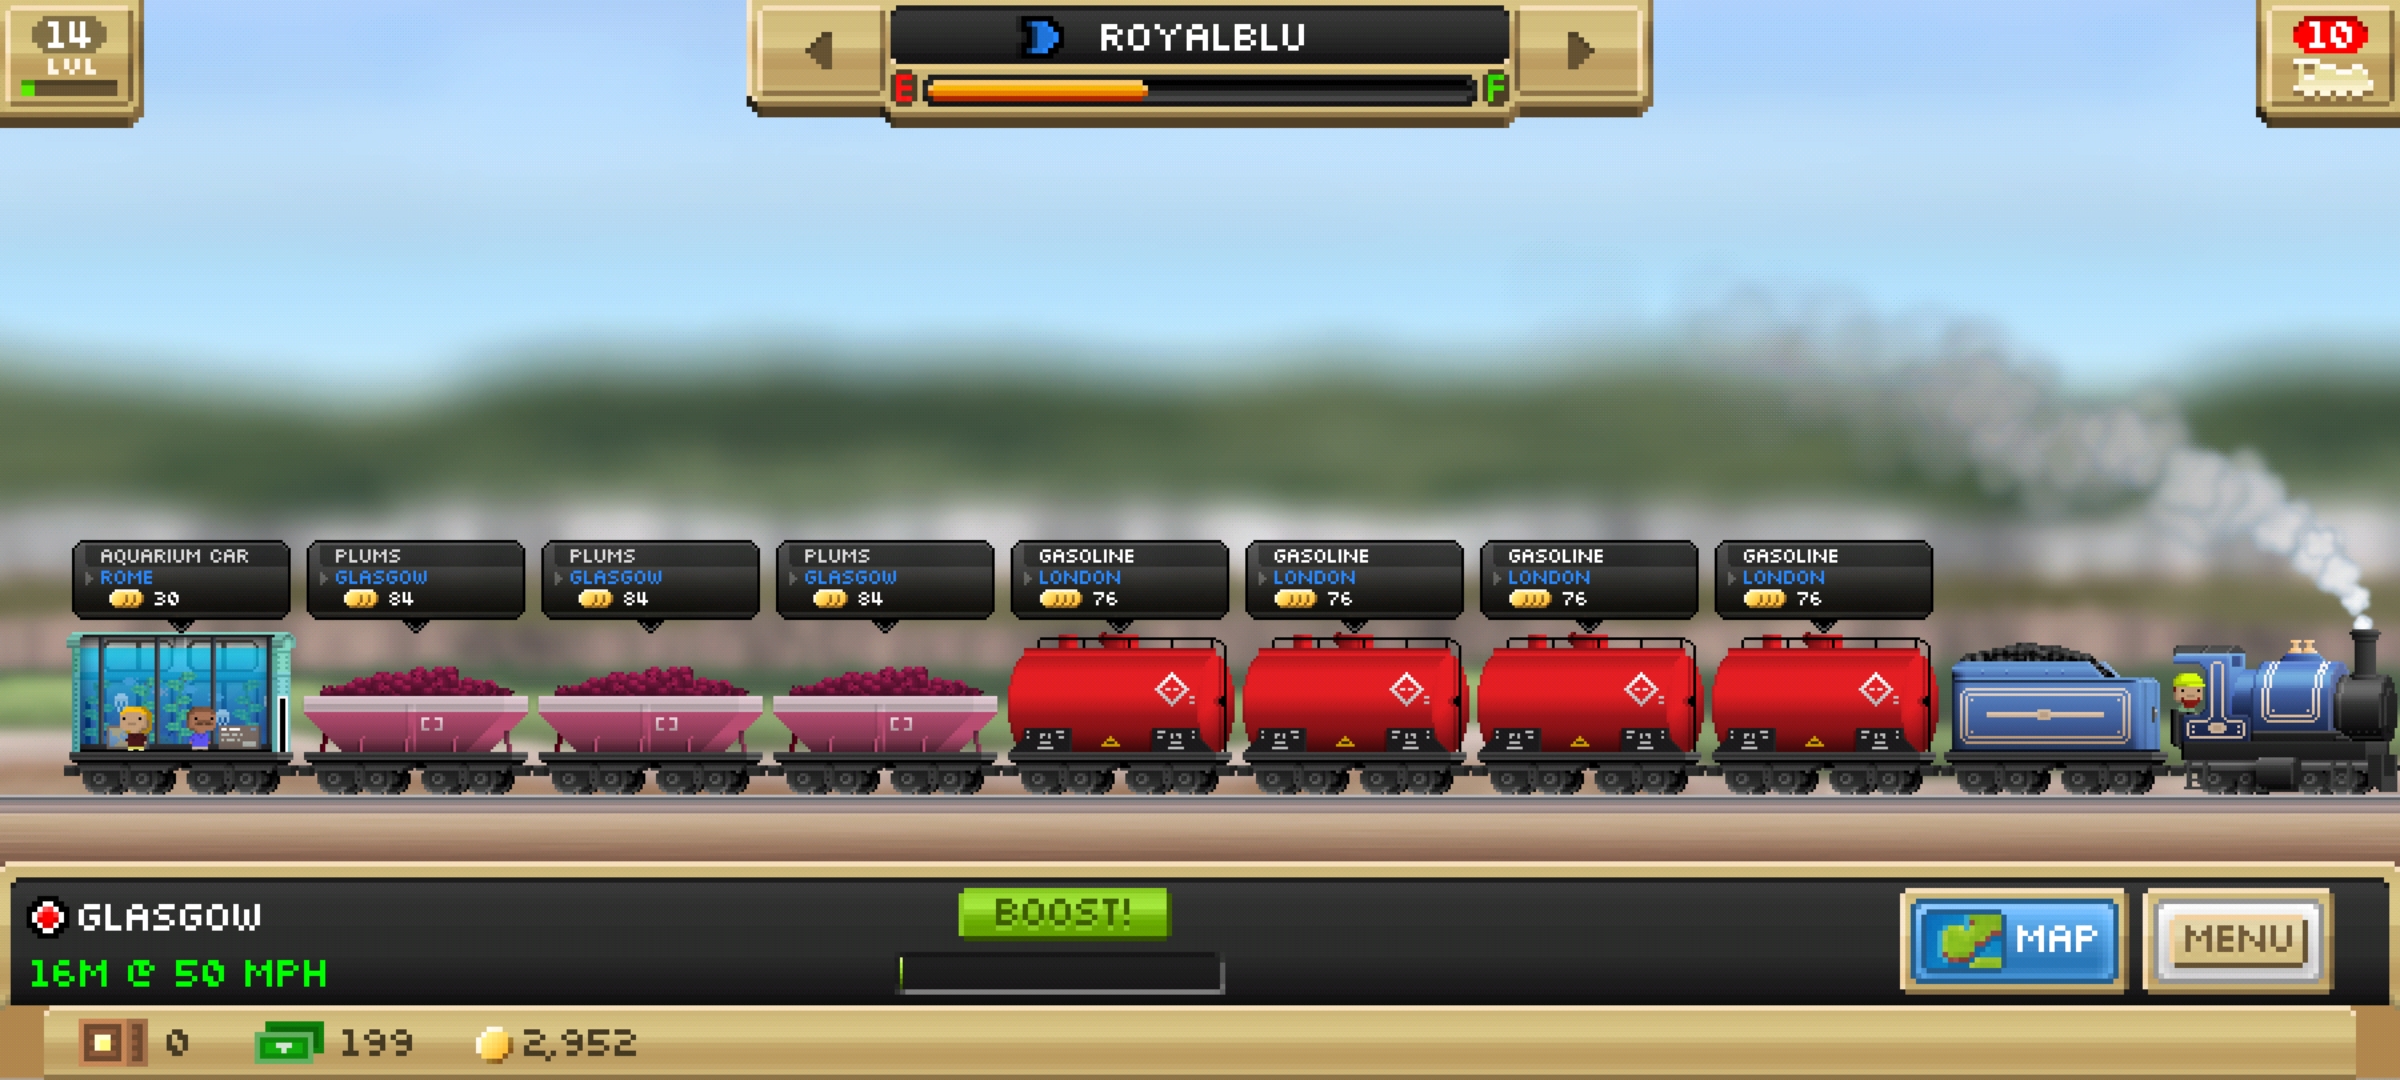 14
LVL
ROYALBLU
E F
10
AQUARIUM CAR
ROME
30
PLUMS
GLASGOW
84
PLUMS
GLASGOW
84
PLUMS
GLASGOW
84
GASOLINE
LONDON
76
GASOLINE
LONDON
76
GASOLINE
LONDON
76
GASOLINE
LONDON
76
GLASGOW
16M @ 50 MPH
BOOST!
MAP
MENU
0
199
2,952